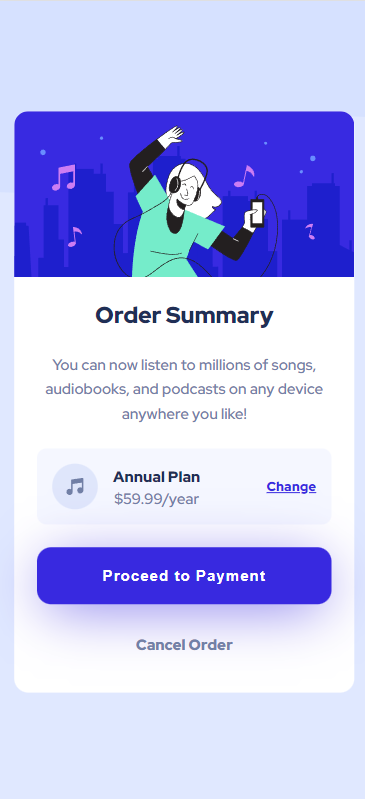 Order Summary
You can now listen to millions of songs,
audiobooks, and podcasts on any device
anywhere you like!
Annual Plan
$59.99/year
Change
Proceed to Payment
Cancel Order